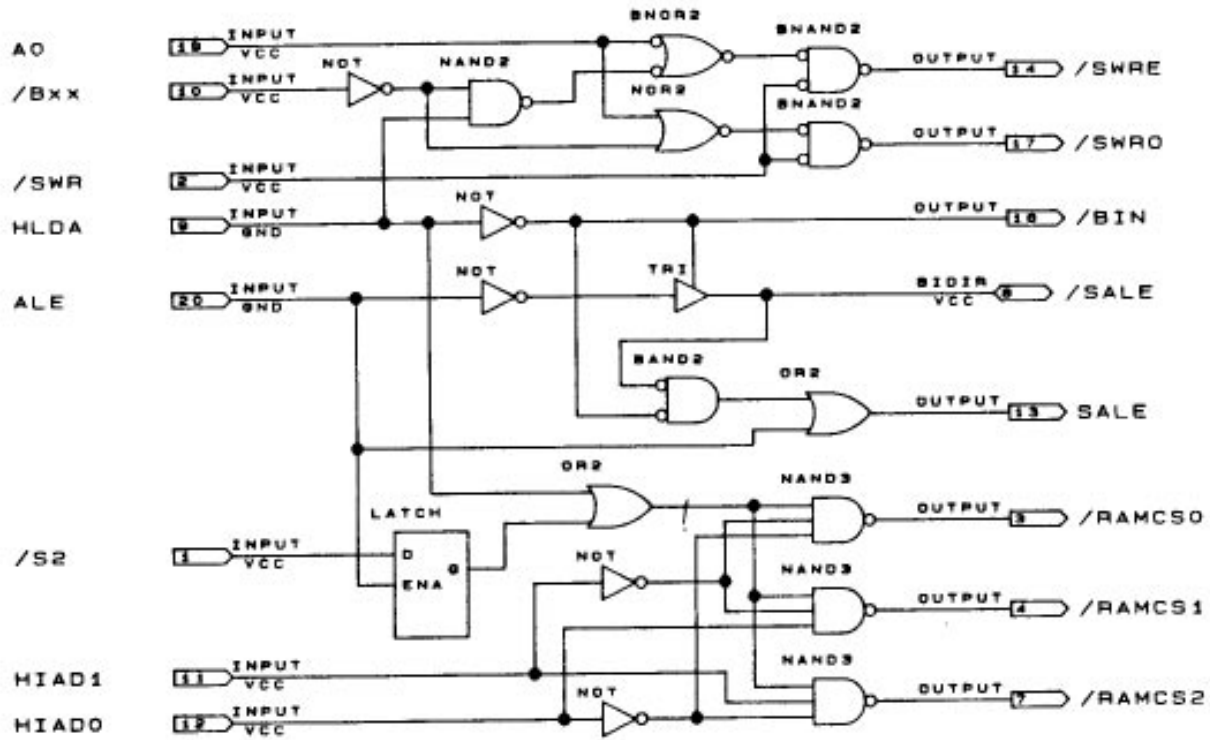 BNOR2
BNAND2
A0 19 INPUT VCC
NOT NAND2
OUTPUT 14 /SWRE
/Bxx 10 INPUT VCC
NOR2
BNAND2
OUTPUT 17 /SWRO
/SWR 2 INPUT VCC
NOT
HLDA 9 INPUT GND
OUTPUT 18 /BIN
NOT TRI
ALE 20 INPUT GND
BIDIR VCC 8 /SALE
BAND2 OR2
OUTPUT 13 SALE
OR2 NAND3
LATCH
OUTPUT 3 /RAMCS0
/S2 1 INPUT VCC
D Q
ENA
NOT NAND3
OUTPUT 4 /RAMCS1
NAND3
HIAD1 11 INPUT VCC
NOT
OUTPUT 7 /RAMCS2
HIAD0 12 INPUT VCC